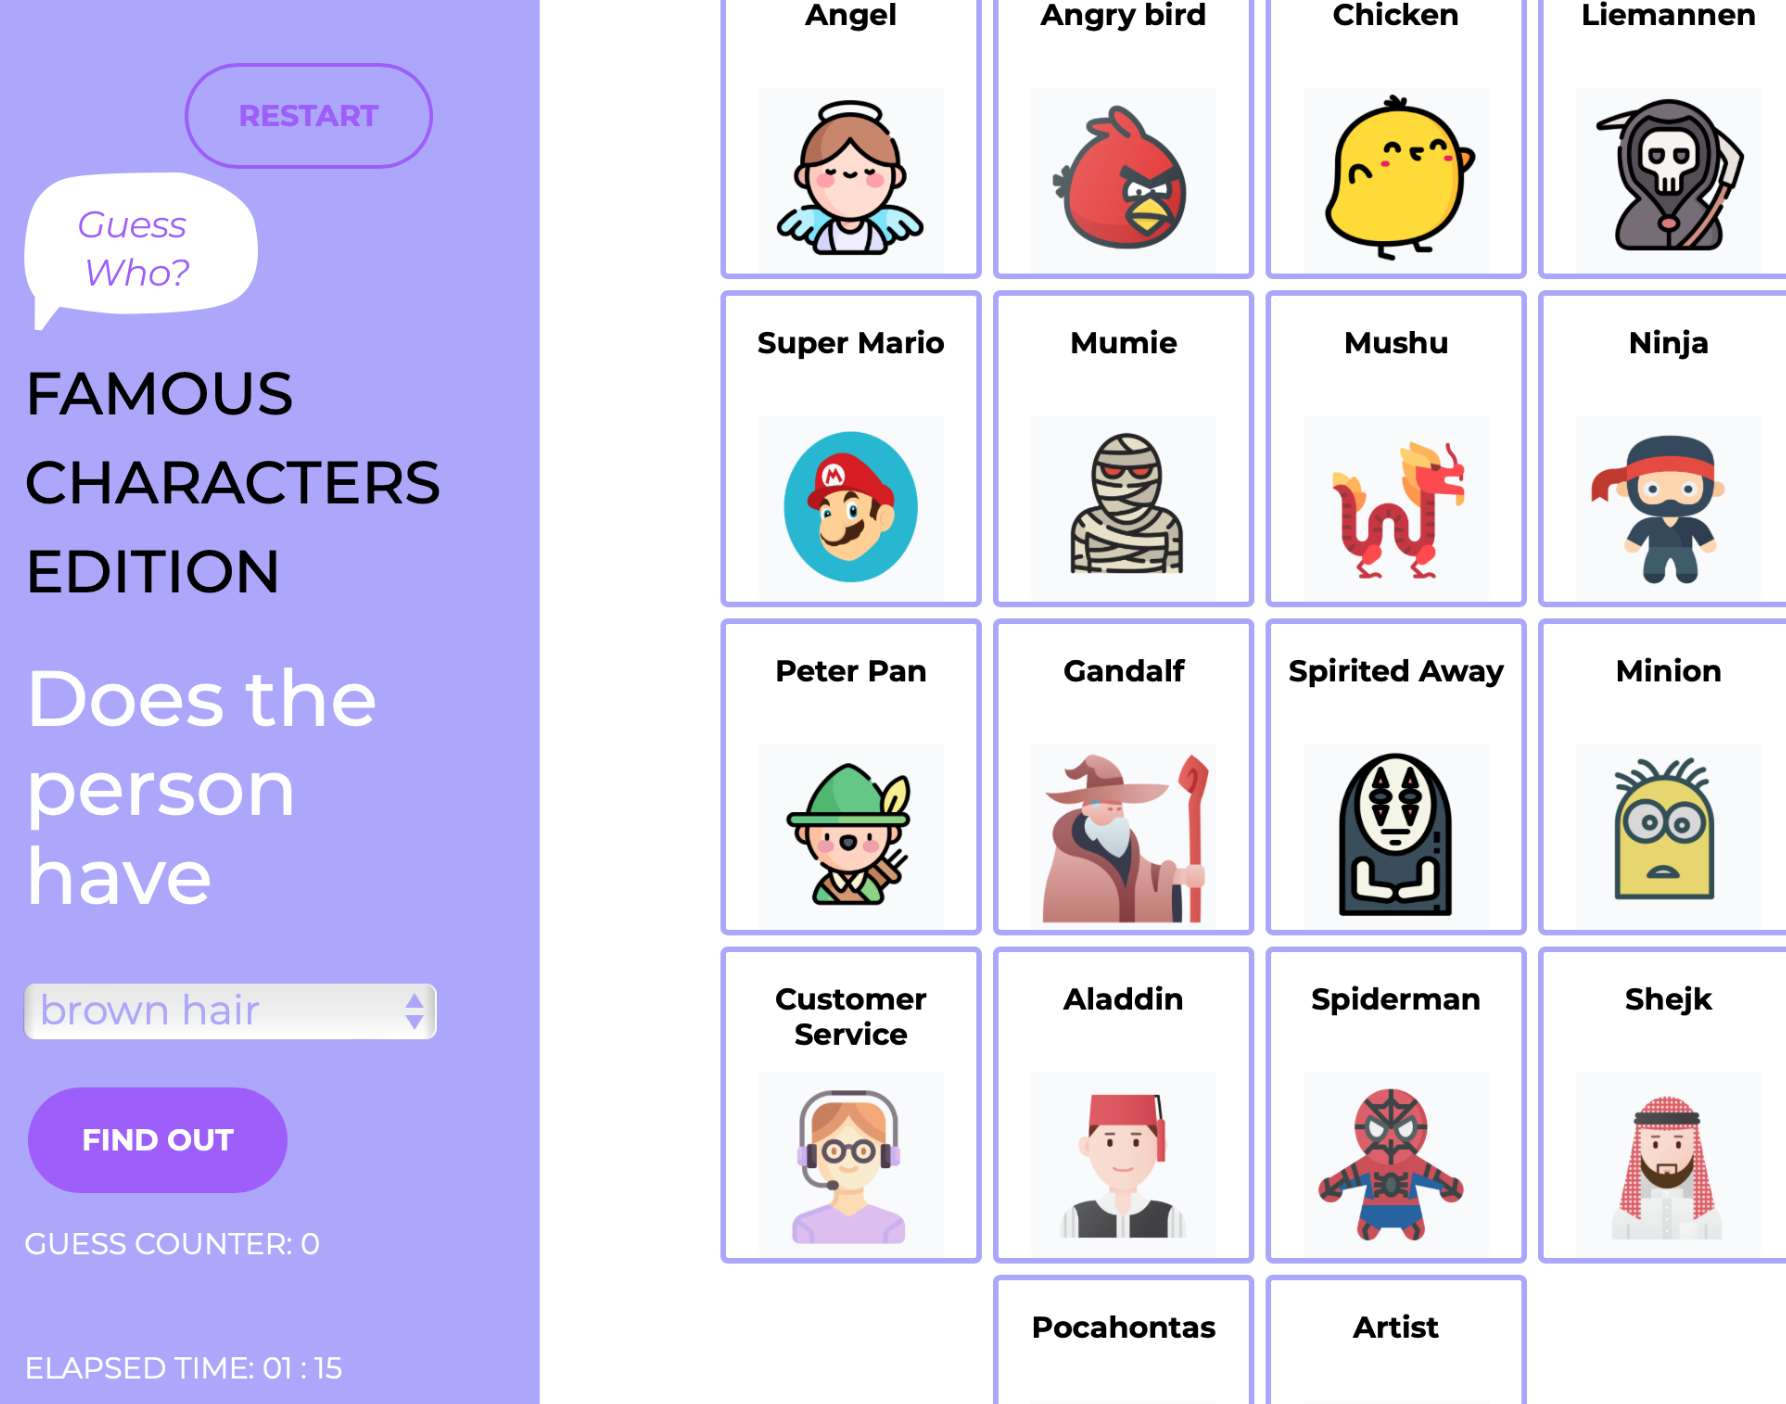 RESTART
Guess
Who?
FAMOUS
CHARACTERS
EDITION
Does the
person
have
brown hair
FIND OUT
GUESS COUNTER: 0
ELAPSED TIME: 01 : 15
Angel
Angry bird
Chicken
Liemannen
Super Mario
M
Mumie
Mushu
Ninja
Peter Pan
Gandalf
Spirited Away
Minion
Customer
Service
Aladdin
Spiderman
Shejk
Pocahontas
Artist